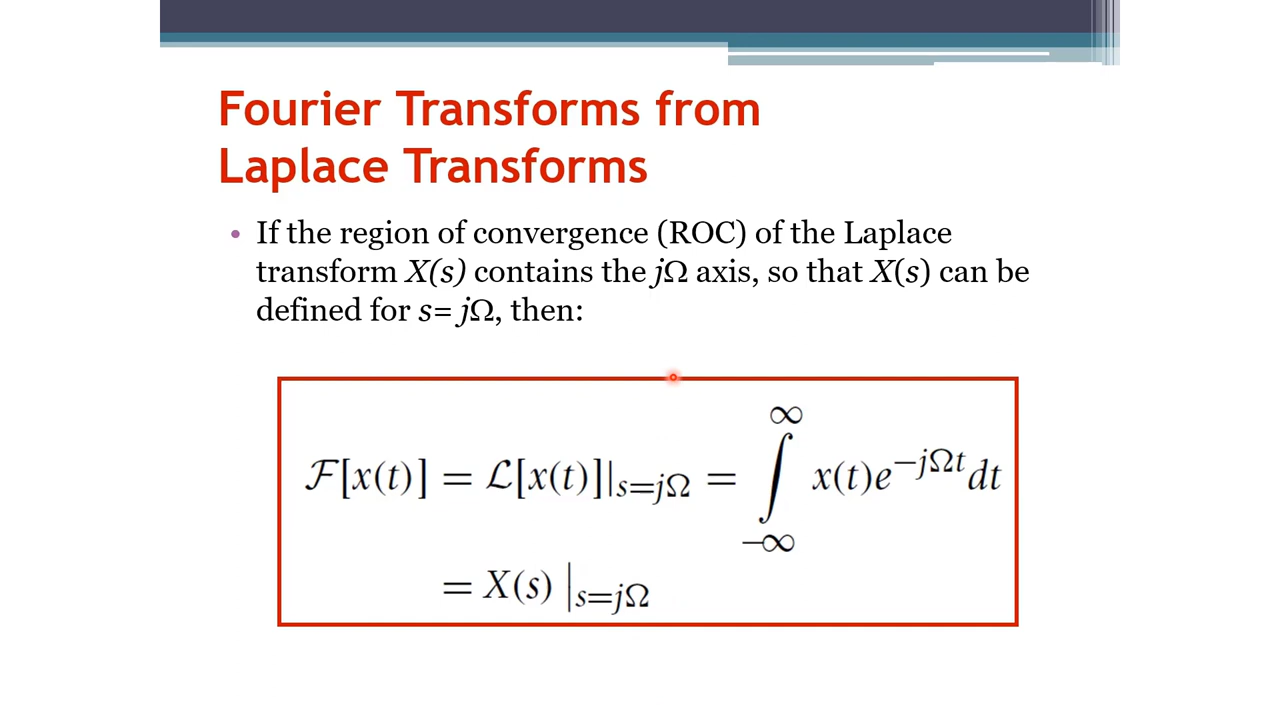 Fourier Transforms from
Laplace Transforms
• If the region of convergence (ROC) of the Laplace
transform X(s) contains the jΩ axis, so that X(s) can be
defined for s= jΩ, then:
ℱ[x(t)] = ℒ[x(t)]|s=jΩ = ∫−∞^∞ x(t)e^−jΩt dt
= X(s) |s=jΩ